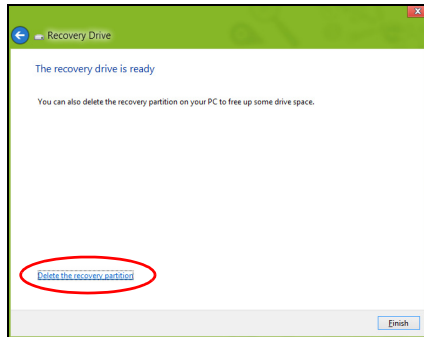 Recovery Drive
The recovery drive is ready
You can also delete the recovery partition on your PC to free up some drive space.
Delete the recovery partition
Finish